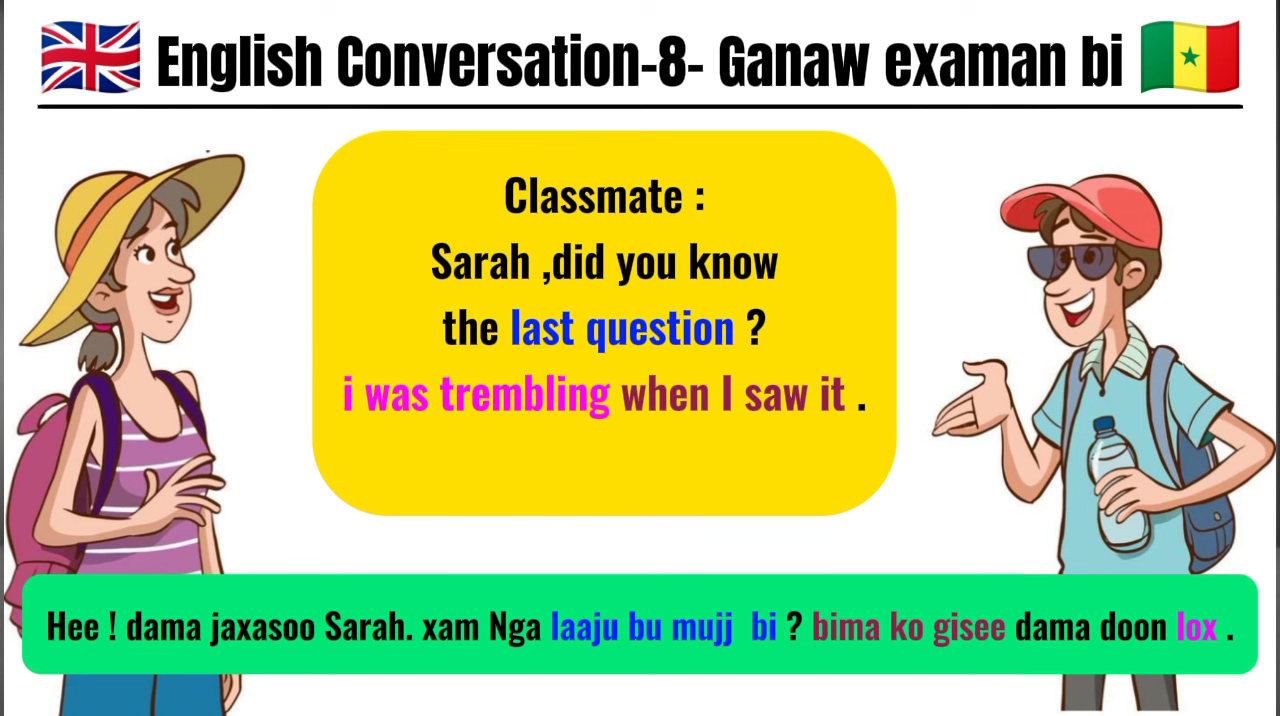 English Conversation-8- Ganaw examan bi
Classmate :
Sarah ,did you know
the last question ?
i was trembling when I saw it .
Hee ! dama jaxasoo Sarah. xam Nga laaju bu mujj bi ? bima ko gisee dama doon lox .